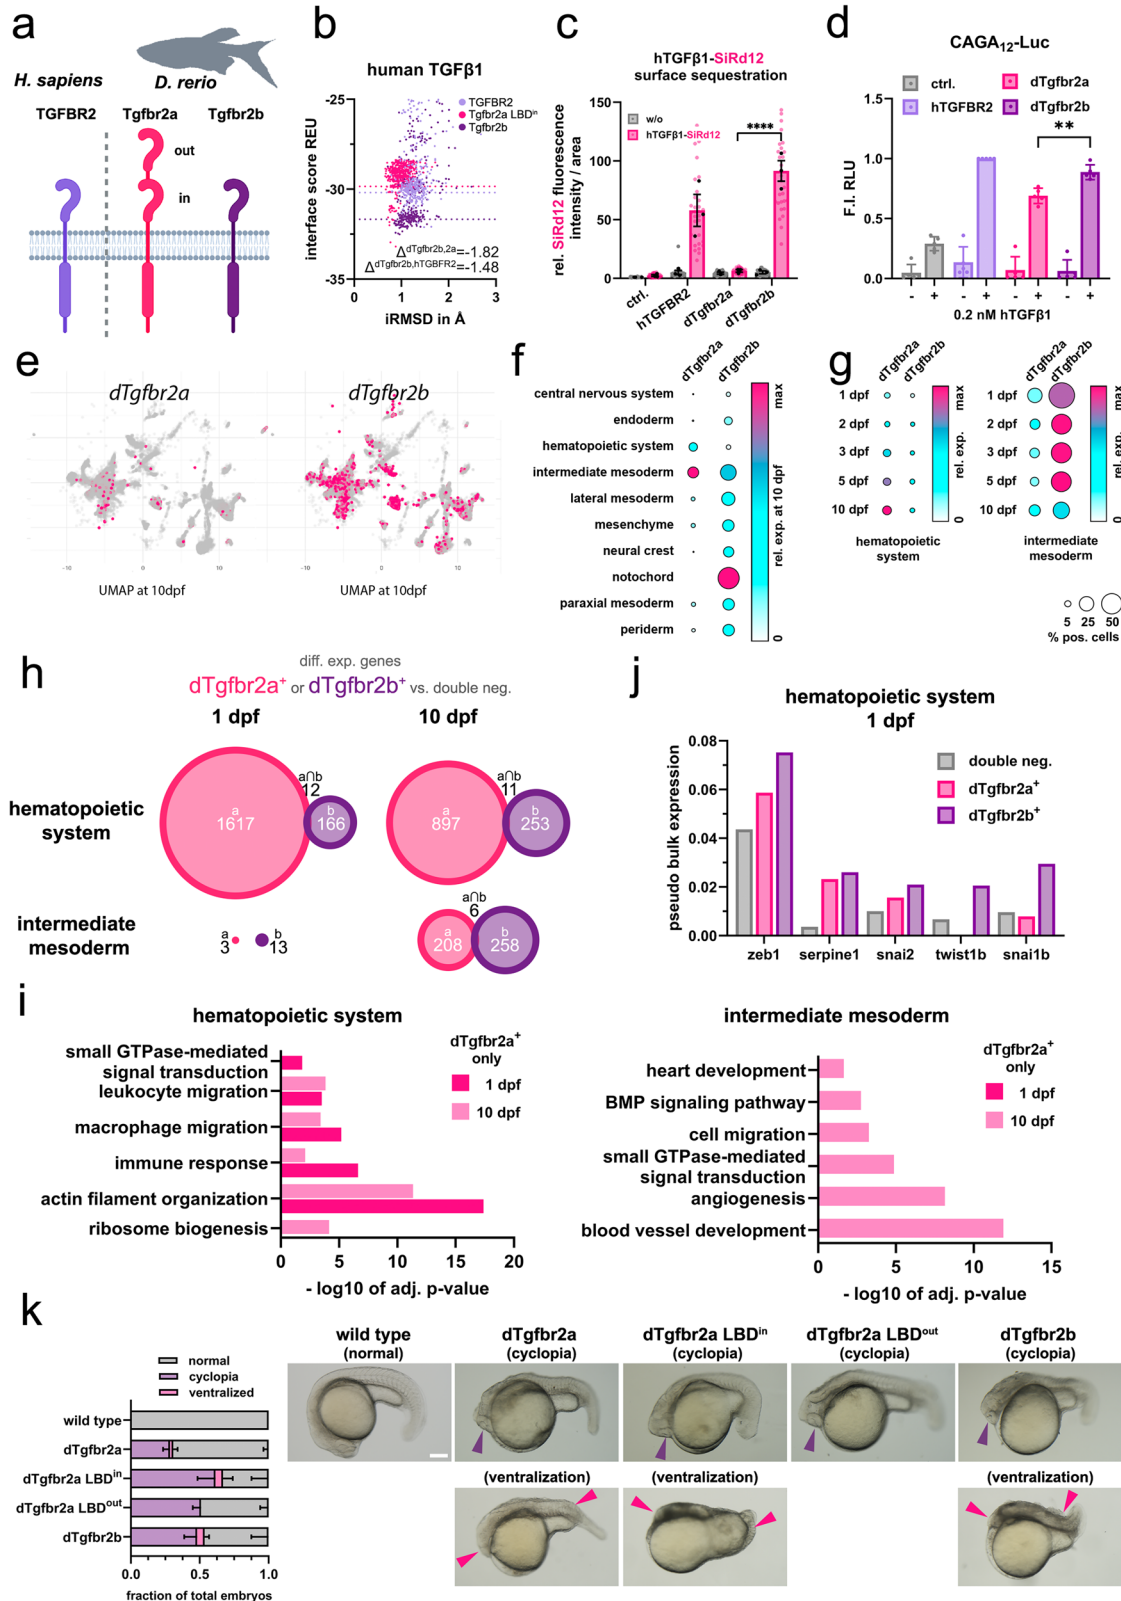 a
H. sapiens
D. rerio
TGFBR2
Tgfbr2a
Tgfbr2b
out
in
b
human TGFβ1
interface score REU
-25
-30
-35
TGFBR2
Tgfbr2a LBDin
Tgfbr2b
ΔdTgfbr2b,2a=-1.82
ΔdTgfbr2b,hTGBFR2=-1.48
0
1
2
3
iRMSD in Å
c
hTGFβ1-SiRd12
surface sequestration
rel. SiRd12 fluorescence
intensity / area
150
100
50
0
w/o
hTGFβ1-SiRd12
****
ctrl.
hTGFBR2
dTgfbr2a
dTgfbr2b
d
CAGA12-Luc
ctrl.
dTgfbr2a
hTGFBR2
dTgfbr2b
F.I. RLU
1.5
1.0
0.5
0.0
**
- + - + - + - +
0.2 nM hTGFβ1
e
dTgfbr2a
dTgfbr2b
-10 0 10
-10 0 10
UMAP at 10dpf
UMAP at 10dpf
f
dTgfbr2a
dTgfbr2b
central nervous system
endoderm
hematopoietic system
intermediate mesoderm
lateral mesoderm
mesenchyme
neural crest
notochord
paraxial mesoderm
periderm
max
rel. exp. at 10 dpf
0
g
dTgfbr2a
dTgfbr2b
1 dpf
2 dpf
3 dpf
5 dpf
10 dpf
max
rel. exp.
0
hematopoietic
system
dTgfbr2a
dTgfbr2b
1 dpf
2 dpf
3 dpf
5 dpf
10 dpf
max
rel. exp.
0
intermediate
mesoderm
5 25 50
% pos. cells
h
diff. exp. genes
dTgfbr2a+ or dTgfbr2b+ vs. double neg.
1 dpf
10 dpf
hematopoietic
system
a
1617
a∩b
12
b
166
a
897
a∩b
11
b
253
intermediate
mesoderm
a
3
b
13
a
208
a∩b
6
b
258
j
hematopoietic system
1 dpf
pseudo bulk expression
0.08
0.06
0.04
0.02
0.00
double neg.
dTgfbr2a+
dTgfbr2b+
zeb1
serpine1
snai2
twist1b
snai1b
i
hematopoietic system
small GTPase-mediated
signal transduction
leukocyte migration
macrophage migration
immune response
actin filament organization
ribosome biogenesis
dTgfbr2a+
only
1 dpf
10 dpf
0 5 10 15 20
- log10 of adj. p-value
intermediate mesoderm
heart development
BMP signaling pathway
cell migration
small GTPase-mediated
signal transduction
angiogenesis
blood vessel development
dTgfbr2a+
only
1 dpf
10 dpf
0 5 10 15
- log10 of adj. p-value
k
normal
cyclopia
ventralized
wild type
dTgfbr2a
dTgfbr2a LBDin
dTgfbr2a LBDout
dTgfbr2b
0.0 0.5 1.0
fraction of total embryos
wild type
(normal)
dTgfbr2a
(cyclopia)
dTgfbr2a LBDin
(cyclopia)
dTgfbr2a LBDout
(cyclopia)
dTgfbr2b
(cyclopia)
(ventralization)
(ventralization)
(ventralization)